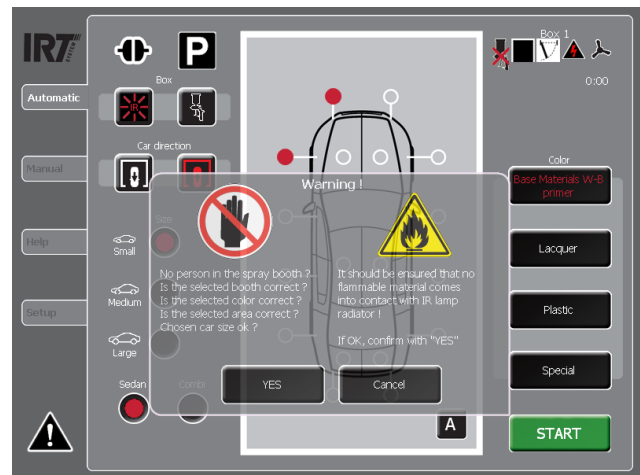 IRT
SYSTEM
P
Box 1
0:00
Box
IR
Automatic
Car direction
Manual
Color
Base Materials W-B
primer
Warning !
Size
Small
Help
Lacquer
No person in the spray booth ?
Is the selected booth correct ?
Is the selected color correct ?
Is the selected area correct ?
Chosen car size ok ?
It should be ensured that no
flammable material comes
into contact with IR lamp
radiator !
If OK, confirm with "YES"
Medium
Setup
Plastic
Large
Special
Sedan
Combi
YES
Cancel
A
START